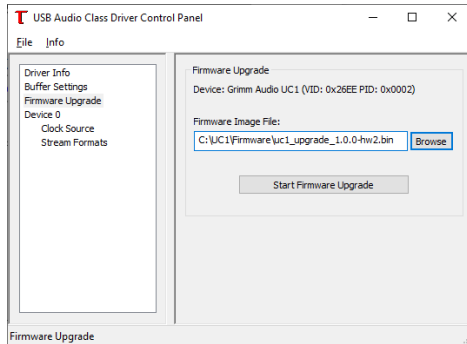 USB Audio Class Driver Control Panel
File Info
Driver Info
Buffer Settings
Firmware Upgrade
Device 0
Clock Source
Stream Formats
Firmware Upgrade
Device: Grimm Audio UC1 (VID: 0x26EE PID: 0x0002)
Firmware Image File:
C:\UC1\Firmware\uc1_upgrade_1.0.0-hw2.bin Browse
Start Firmware Upgrade
Firmware Upgrade